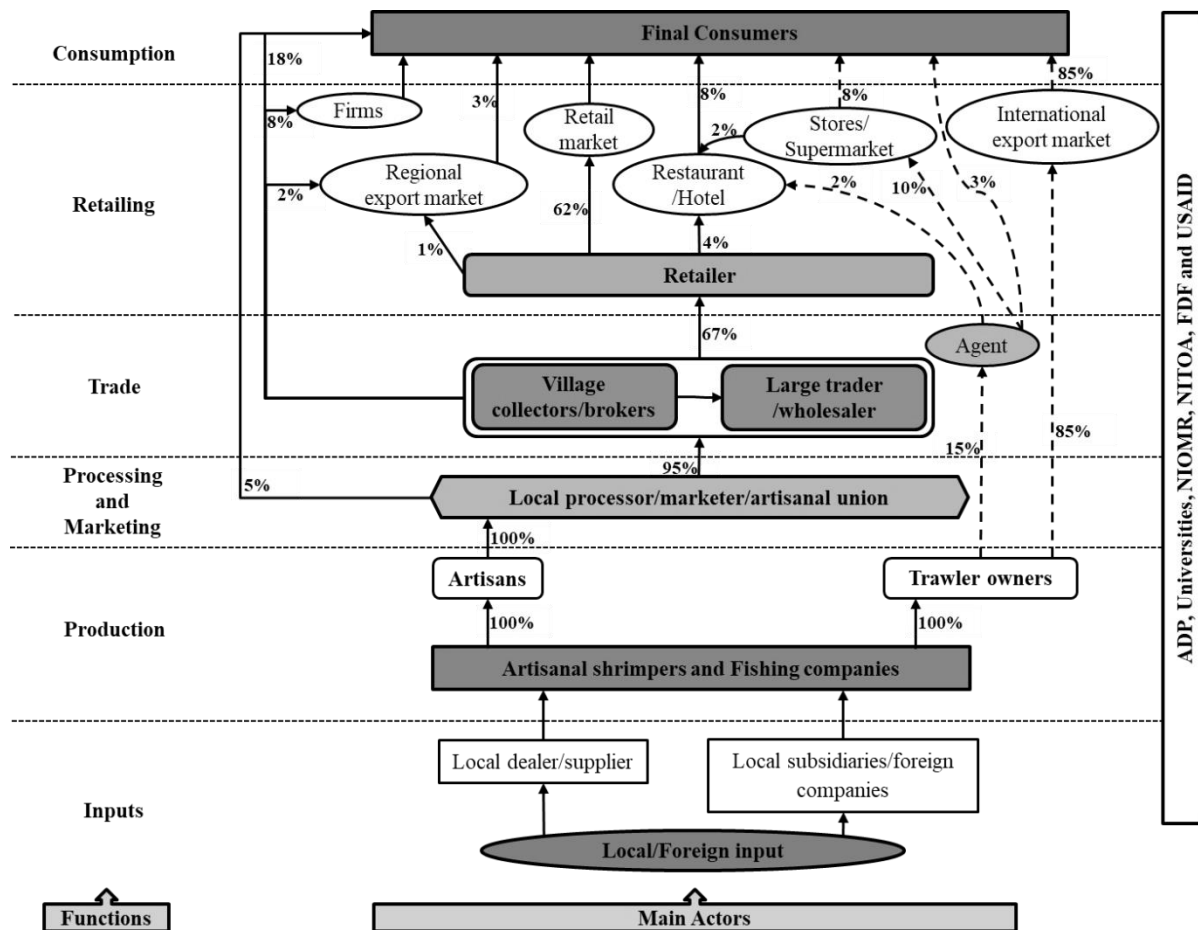 Final Consumers
Consumption
18%
85%
Firms
8%
3%
Retail
market
8%
8%
2%
Stores/
Supermarket
International
export market
Regional
export market
2%
Restaurant
/Hotel
2%
10%
3%
Retailing
62%
1%
4%
Retailer
67%
Agent
Trade
Village
collectors/brokers
Large trader
/wholesaler
85%
15%
95%
Processing
and
Marketing
5%
Local processor/marketer/artisanal union
100%
Artisans
Trawler owners
Production
100%
100%
Artisanal shrimpers and Fishing companies
Local dealer/supplier
Local subsidiaries/foreign
companies
Inputs
Local/Foreign input
Functions
Main Actors
ADP, Universities, NIOMR, NITOA, FDF and USAID